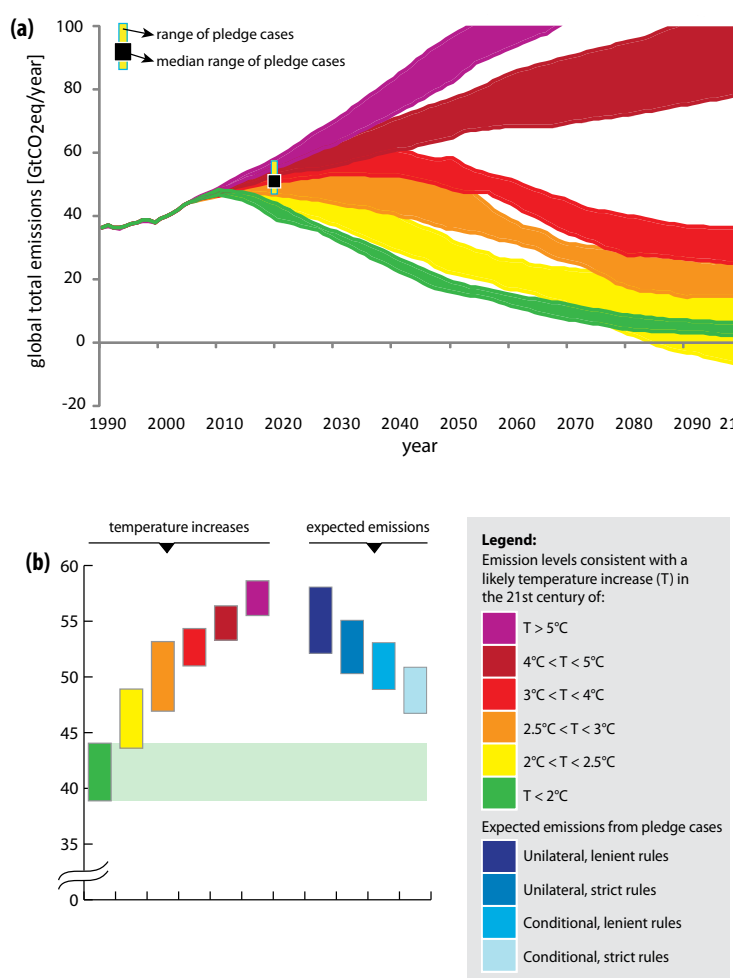 (a)
range of pledge cases
median range of pledge cases
global total emissions [GtCO2eq/year]
100
80
60
40
20
0
-20
1990 2000 2010 2020 2030 2040 2050 2060 2070 2080 2090 21
year
temperature increases
expected emissions
(b)
60
55
50
45
40
35
0
Legend:
Emission levels consistent with a
likely temperature increase (T) in
the 21st century of:
T > 5°C
4°C < T < 5°C
3°C < T < 4°C
2.5°C < T < 3°C
2°C < T < 2.5°C
T < 2°C
Expected emissions from pledge cases
Unilateral, lenient rules
Unilateral, strict rules
Conditional, lenient rules
Conditional, strict rules